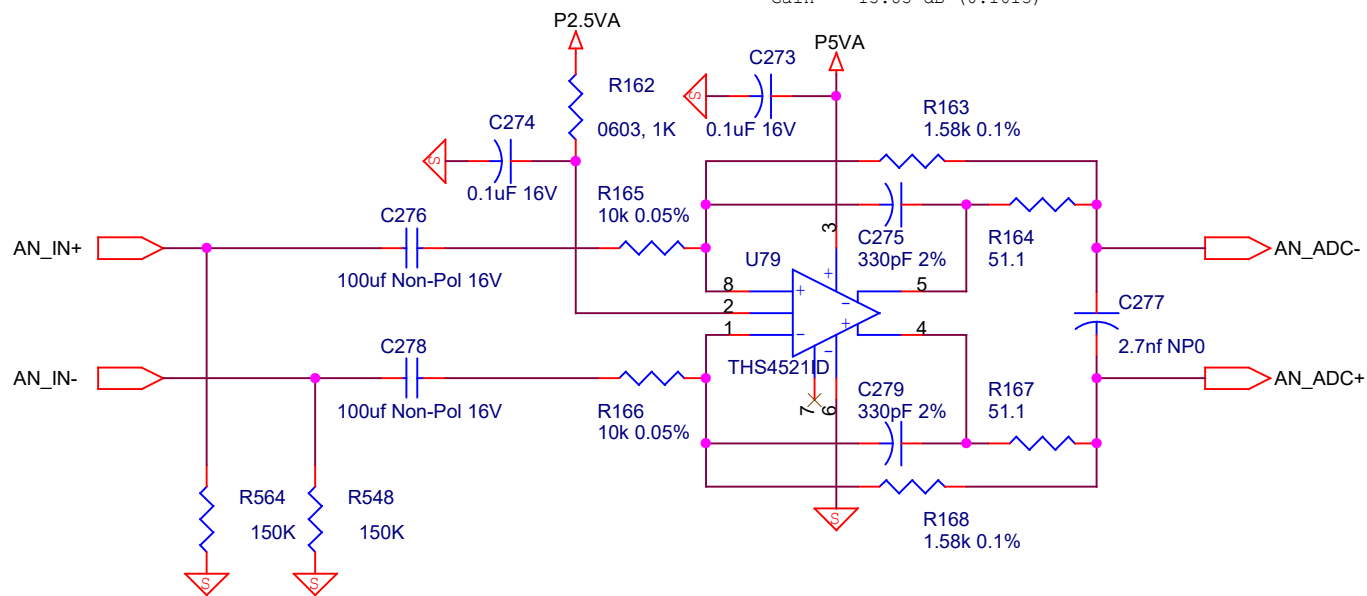 P2.5VA
P5VA
C273
0.1uF 16V
R162
0603, 1K
C274
0.1uF 16V
R163
1.58k 0.1%
R165
10k 0.05%
C276
100uf Non-Pol 16V
AN_IN+
C275
330pF 2%
R164
51.1
AN_ADC-
U79
3
8
2
1
5
4
7
6
+
-
+
-
+
-
THS4521ID
C277
2.7nf NP0
AN_IN-
C278
100uf Non-Pol 16V
R166
10k 0.05%
C279
330pF 2%
R167
51.1
AN_ADC+
R168
1.58k 0.1%
R564
150K
R548
150K
S
S
S
S
S